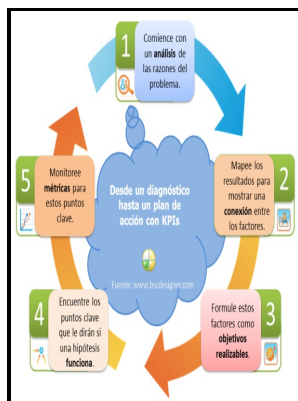 1
Comience con
un análisis de
las razones del
problema.
2
Mapee los
resultados para
mostrar una
conexión entre
los factores.
3
Formule estos
factores como
objetivos
realizables.
4
Encuentre los
puntos clave
que le dirán si
una hipótesis
funciona.
5
Monitoree
métricas para
estos puntos
clave.
Desde un diagnóstico
hasta un plan de
acción con KPIs
Fuente: www.bscdesigner.com